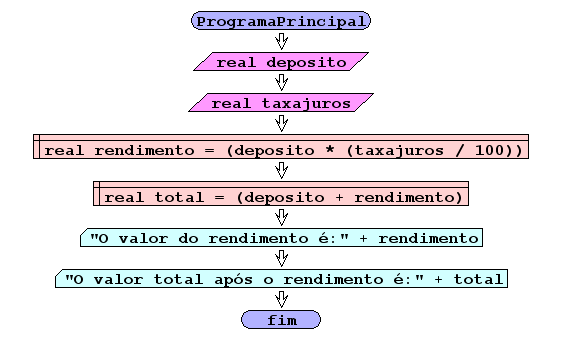 ProgramaPrincipal
real deposito
real taxajuros
real rendimento = (deposito * (taxajuros / 100))
real total = (deposito + rendimento)
"O valor do rendimento é:" + rendimento
"O valor total após o rendimento é:" + total
fim